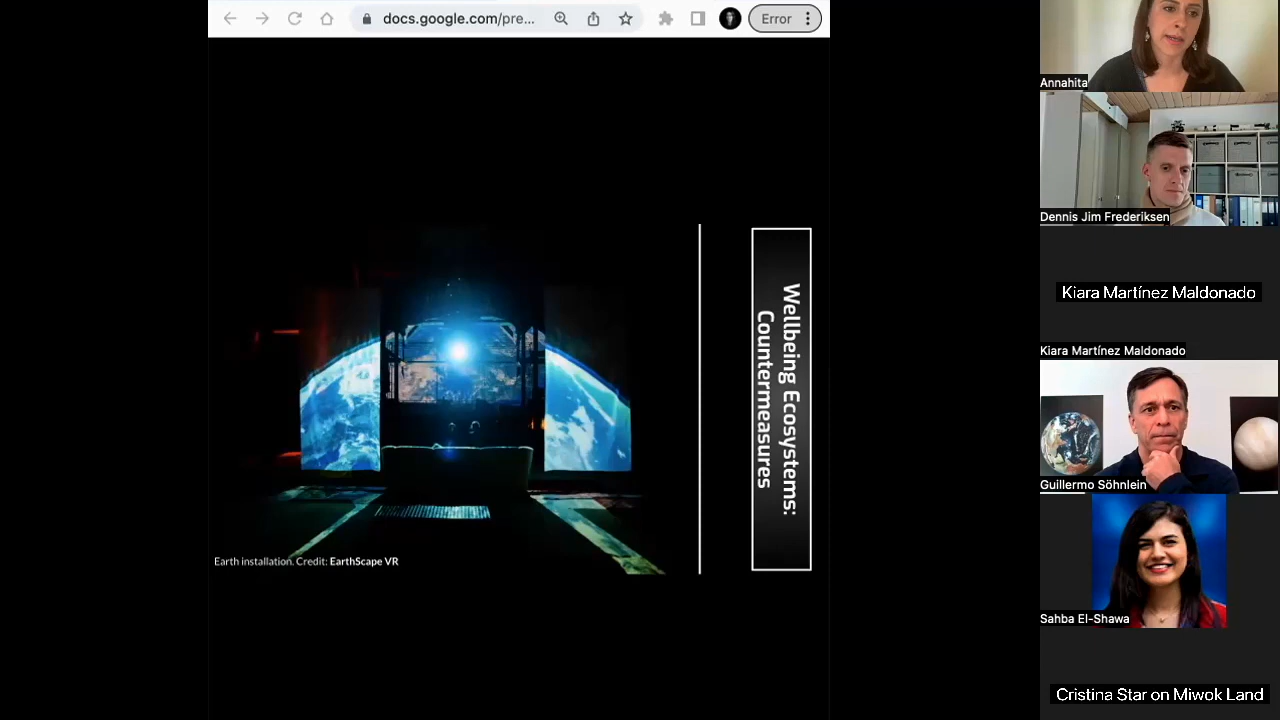 docs.google.com/pre...
Error
Wellbeing Ecosystems:
Countermeasures
Earth installation. Credit: EarthScape VR
Annahita
Dennis Jim Frederiksen
Kiara Martínez Maldonado
Kiara Martínez Maldonado
Guillermo Söhnlein
Sahba El-Shawa
Cristina Star on Miwok Land